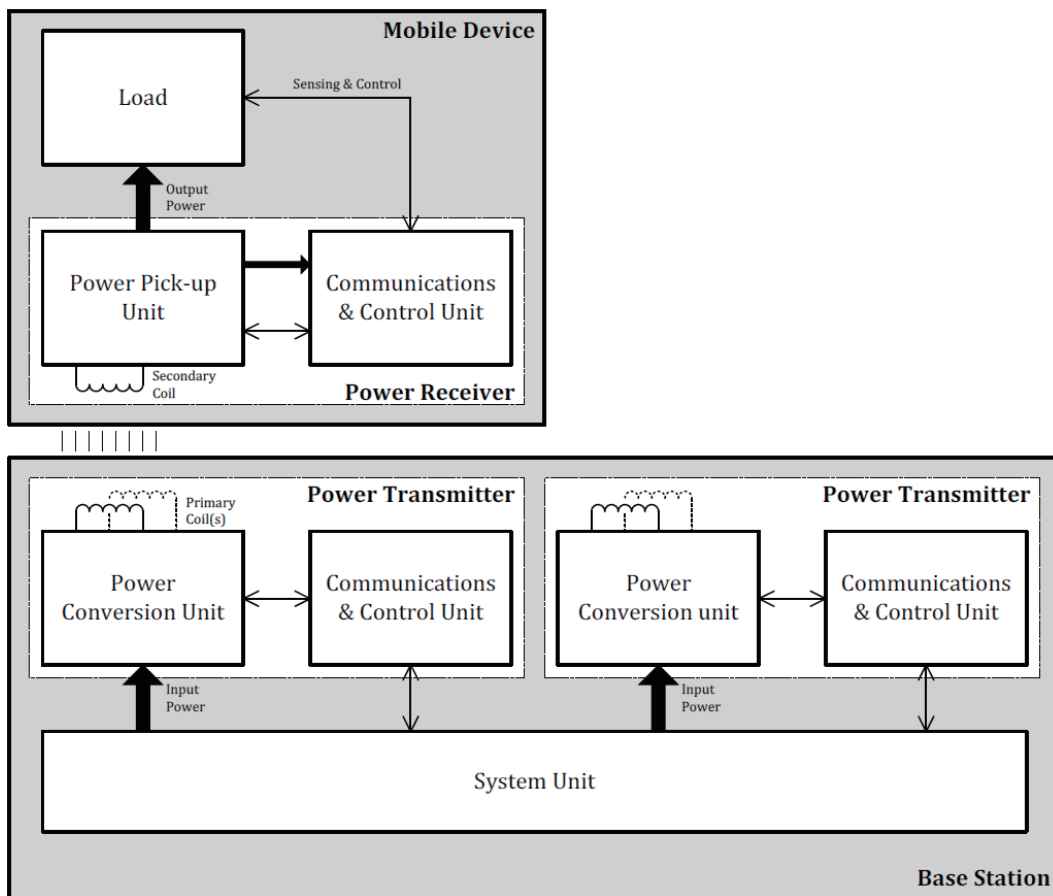 Mobile Device
Load
Sensing & Control
Output
Power
Power Pick-up
Unit
Communications
& Control Unit
Secondary
Coil
Power Receiver
Power Transmitter
Primary
Coil(s)
Power
Conversion Unit
Communications
& Control Unit
Input
Power
Power Transmitter
Power
Conversion unit
Communications
& Control Unit
Input
Power
System Unit
Base Station